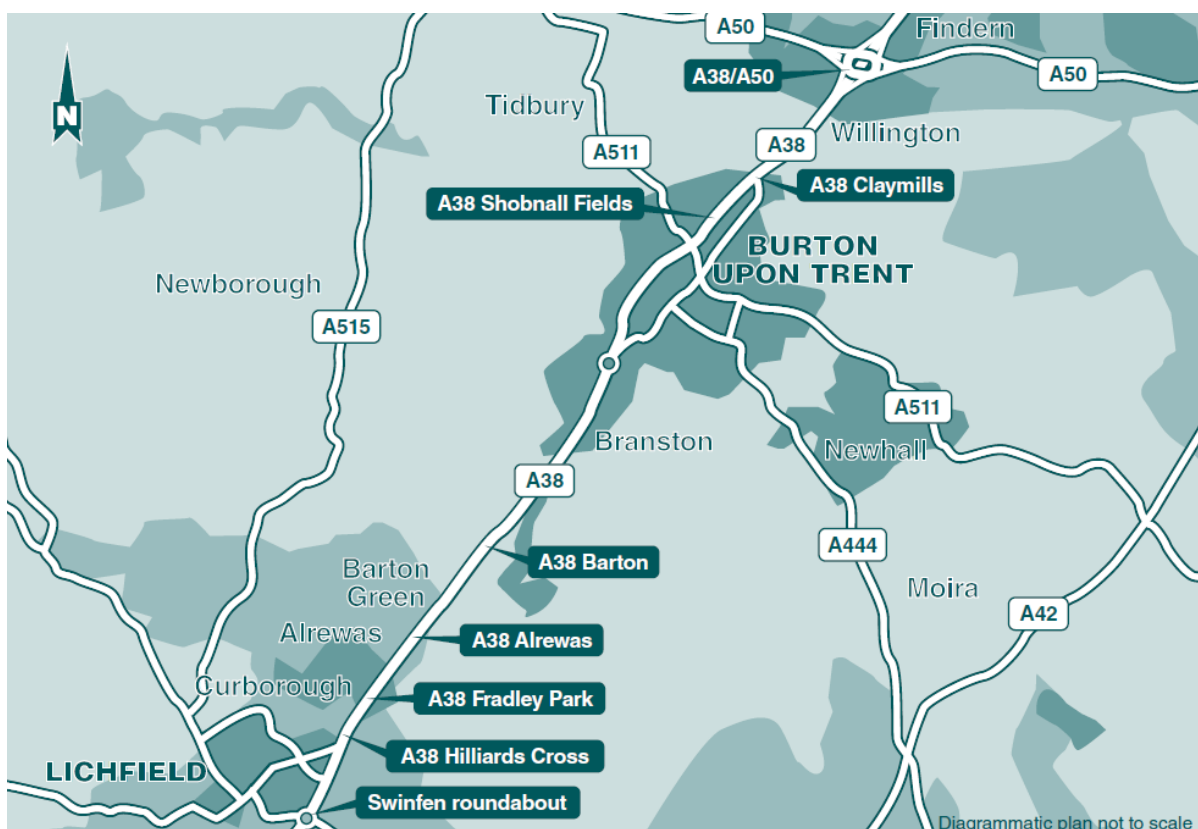 A50
Findern
A38/A50
A50
N
Tidbury
A511
A38
Willington
A38 Claymills
A38 Shobnall Fields
BURTON
UPON TRENT
Newborough
A515
A511
Branston
Newhall
A38
A444
A38 Barton
Barton
Green
Moira
A42
Alrewas
A38 Alrewas
Curborough
A38 Fradley Park
A38 Hilliards Cross
LICHFIELD
Swinfen roundabout
Diagrammatic plan not to scale